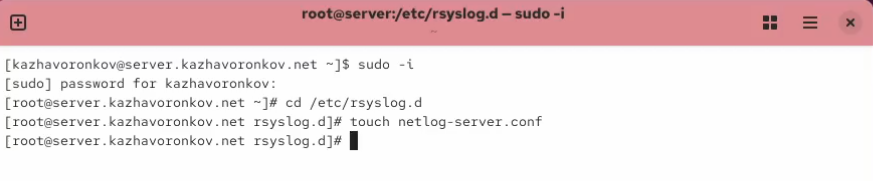 root@server:/etc/rsyslog.d — sudo -i
~
[kazhavoronkov@server.kazhavoronkov.net ~]$ sudo -i
[sudo] password for kazhavoronkov:
[root@server.kazhavoronkov.net ~]# cd /etc/rsyslog.d
[root@server.kazhavoronkov.net rsyslog.d]# touch netlog-server.conf
[root@server.kazhavoronkov.net rsyslog.d]#